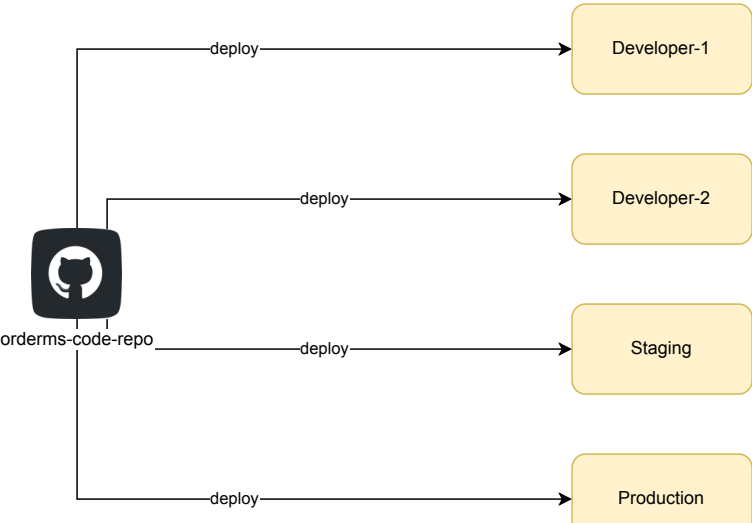 deploy
Developer-1
deploy
Developer-2
orderms-code-repo
deploy
Staging
deploy
Production